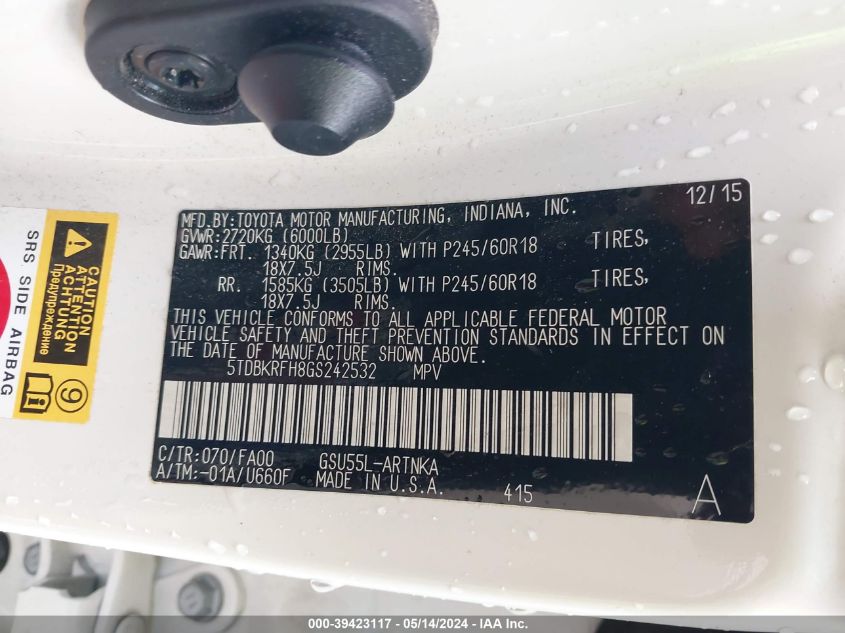 12/15
MFD.BY:TOYOTA MOTOR MANUFACTURING, INDIANA, INC.
GVWR:2720KG (6000LB)
GAWR:FRT. 1340KG (2955LB) WITH P245/60R18 TIRES,
18X7.5J RIMS.
RR. 1585KG (3505LB) WITH P245/60R18 TIRES,
18X7.5J RIMS.
THIS VEHICLE CONFORMS TO ALL APPLICABLE FEDERAL MOTOR
VEHICLE SAFETY AND THEFT PREVENTION STANDARDS IN EFFECT ON
THE DATE OF MANUFACTURE SHOWN ABOVE.
5TDBKRFH8GS242532 MPV
C/TR:070/FA00 GSU55L-ARTNKA
A/TM:-01A/U660F MADE IN U.S.A. 415
A
SRS SIDE AIRBAG
ATTENTION
ACHTUNG
Предупреждение
9
000-39423117 - 05/14/2024 - IAA Inc.